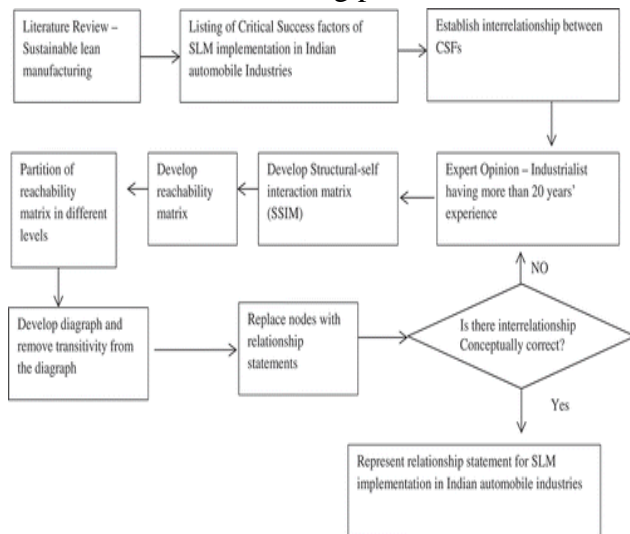 Literature Review –
Sustainable lean
manufacturing
Listing of Critical Success factors of
SLM implementation in Indian
automobile Industries
Establish interrelationship between
CSFs
Partition of
reachability
matrix in different
levels
Develop
reachability
matrix
Develop Structural-self
interaction matrix
(SSIM)
Expert Opinion – Industrialist
having more than 20 years'
experience
NO
Develop diagraph and
remove transitivity from
the diagraph
Replace nodes with
relationship
statements
Is there interrelationship
Conceptually correct?
Yes
Represent relationship statement for SLM
implementation in Indian automobile industries